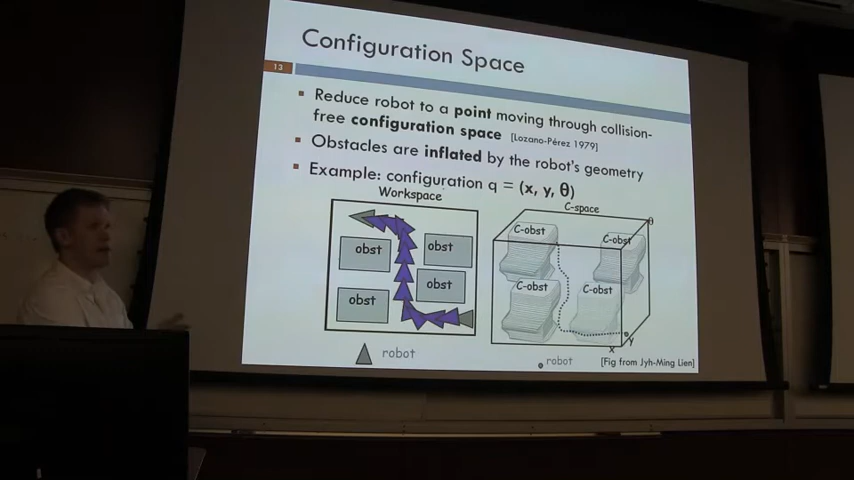 Configuration Space
13
Reduce robot to a point moving through collision-
free configuration space [Lozano-Pérez 1979]
Obstacles are inflated by the robot's geometry
Example: configuration q = (x, y, θ)
Workspace
C-space
θ
obst
obst
C-obst
C-obst
obst
C-obst
C-obst
obst
y
x
robot
robot
[Fig from Jyh-Ming Lien]